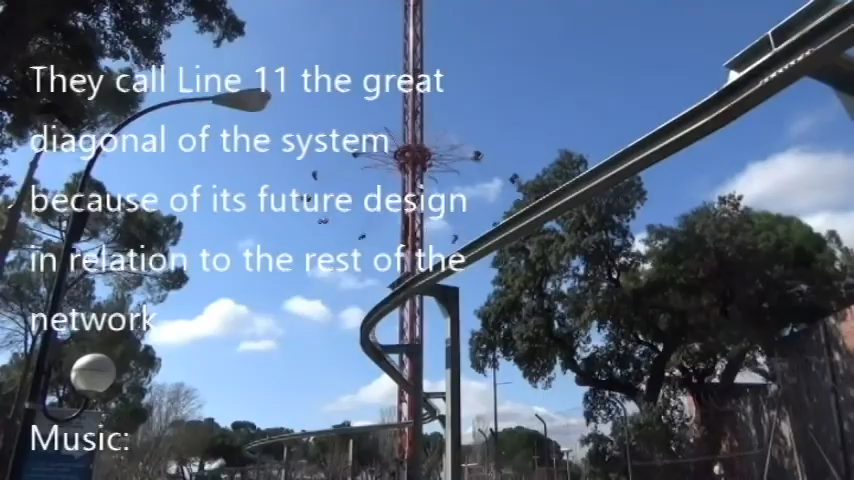 They call Line 11 the great
diagonal of the system
because of its future design
in relation to the rest of the
network
Music: